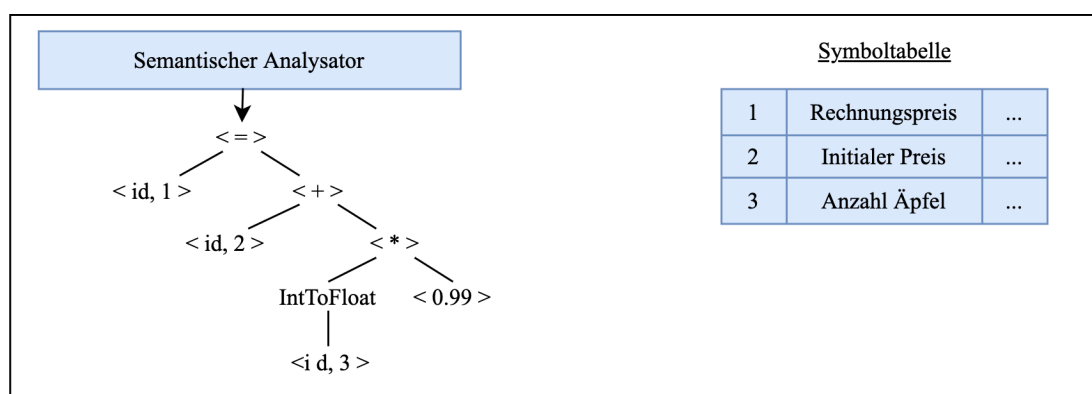 Semantischer Analysator
< = >
< id, 1 >
< + >
< id, 2 >
< * >
IntToFloat
< 0.99 >
<i d, 3 >
Symboltabelle
1 Rechnungspreis ...
2 Initialer Preis ...
3 Anzahl Äpfel ...